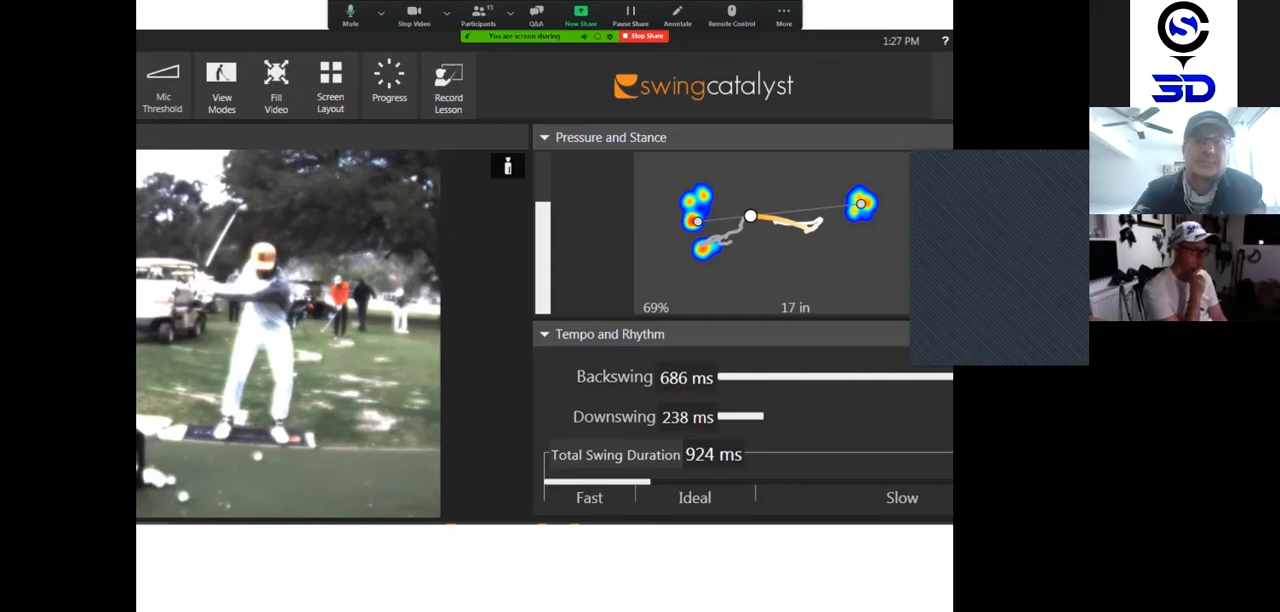 13
Mute
Stop Video
Participants
Q&A
New Share
Pause Share
Annotate
Remote Control
More
You are screen sharing
Stop Share
1:27 PM
?
Mic Threshold
View Modes
Fill Video
Screen Layout
Progress
Record Lesson
swingcatalyst
Pressure and Stance
69%
17 in
Tempo and Rhythm
Backswing 686 ms
Downswing 238 ms
Total Swing Duration 924 ms
Fast
Ideal
Slow
3D